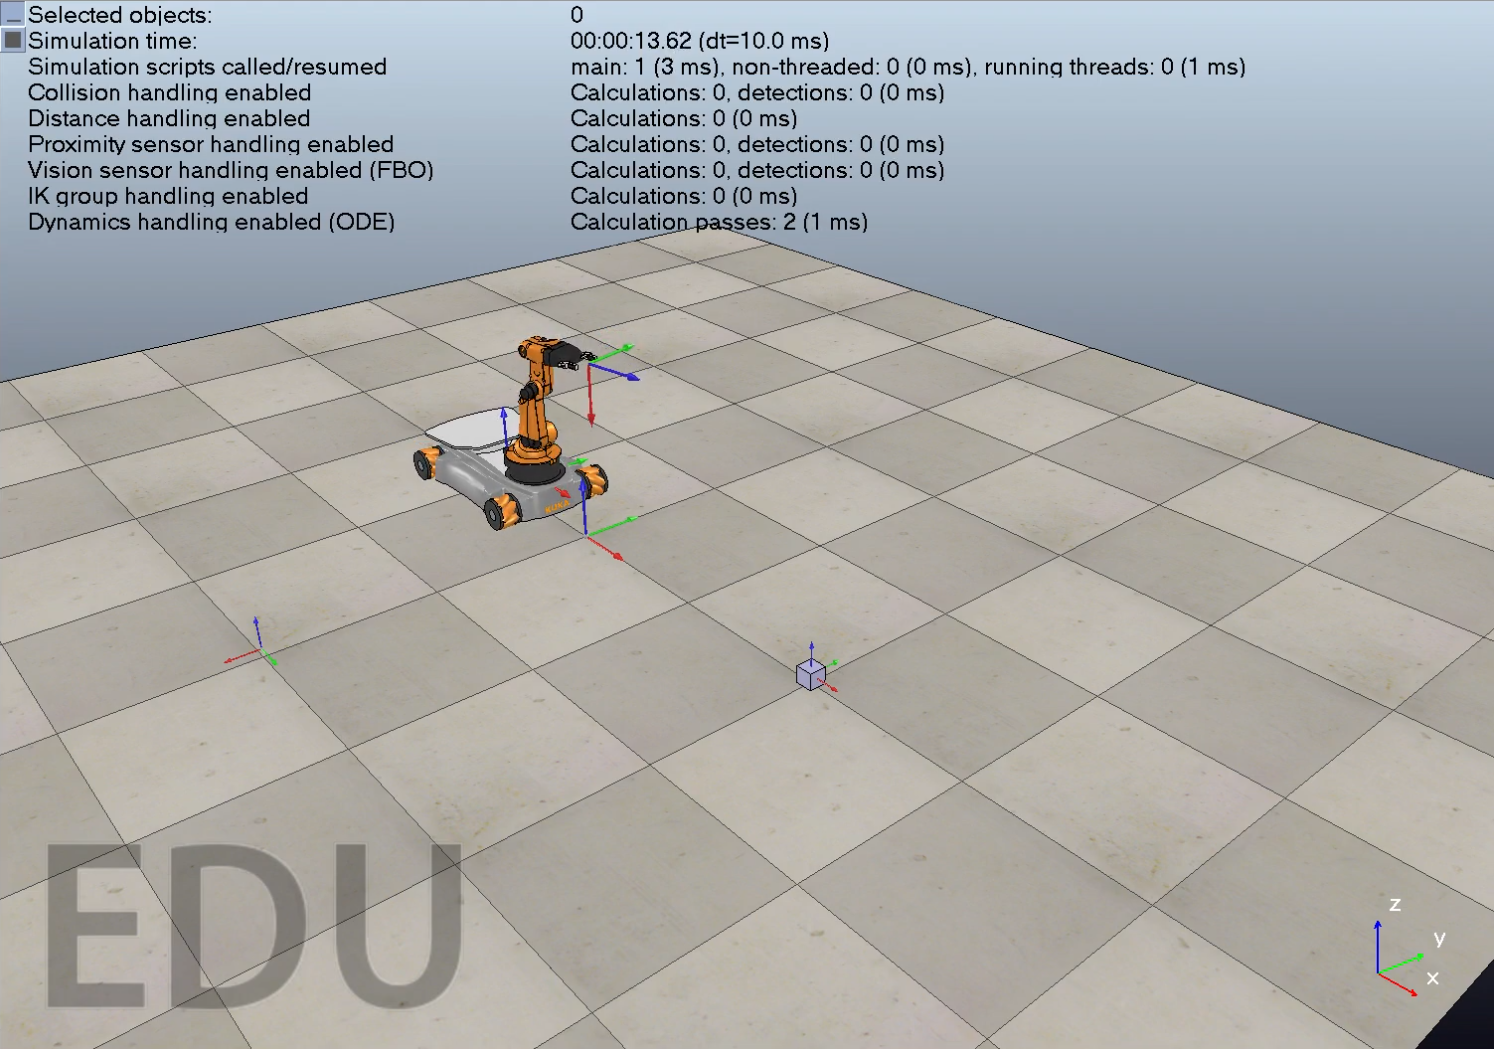 Selected objects: 0
Simulation time: 00:00:13.62 (dt=10.0 ms)
Simulation scripts called/resumed main: 1 (3 ms), non-threaded: 0 (0 ms), running threads: 0 (1 ms)
Collision handling enabled Calculations: 0, detections: 0 (0 ms)
Distance handling enabled Calculations: 0 (0 ms)
Proximity sensor handling enabled Calculations: 0, detections: 0 (0 ms)
Vision sensor handling enabled (FBO) Calculations: 0, detections: 0 (0 ms)
IK group handling enabled Calculations: 0 (0 ms)
Dynamics handling enabled (ODE) Calculation passes: 2 (1 ms)
KUKA
EDU
z
y
x